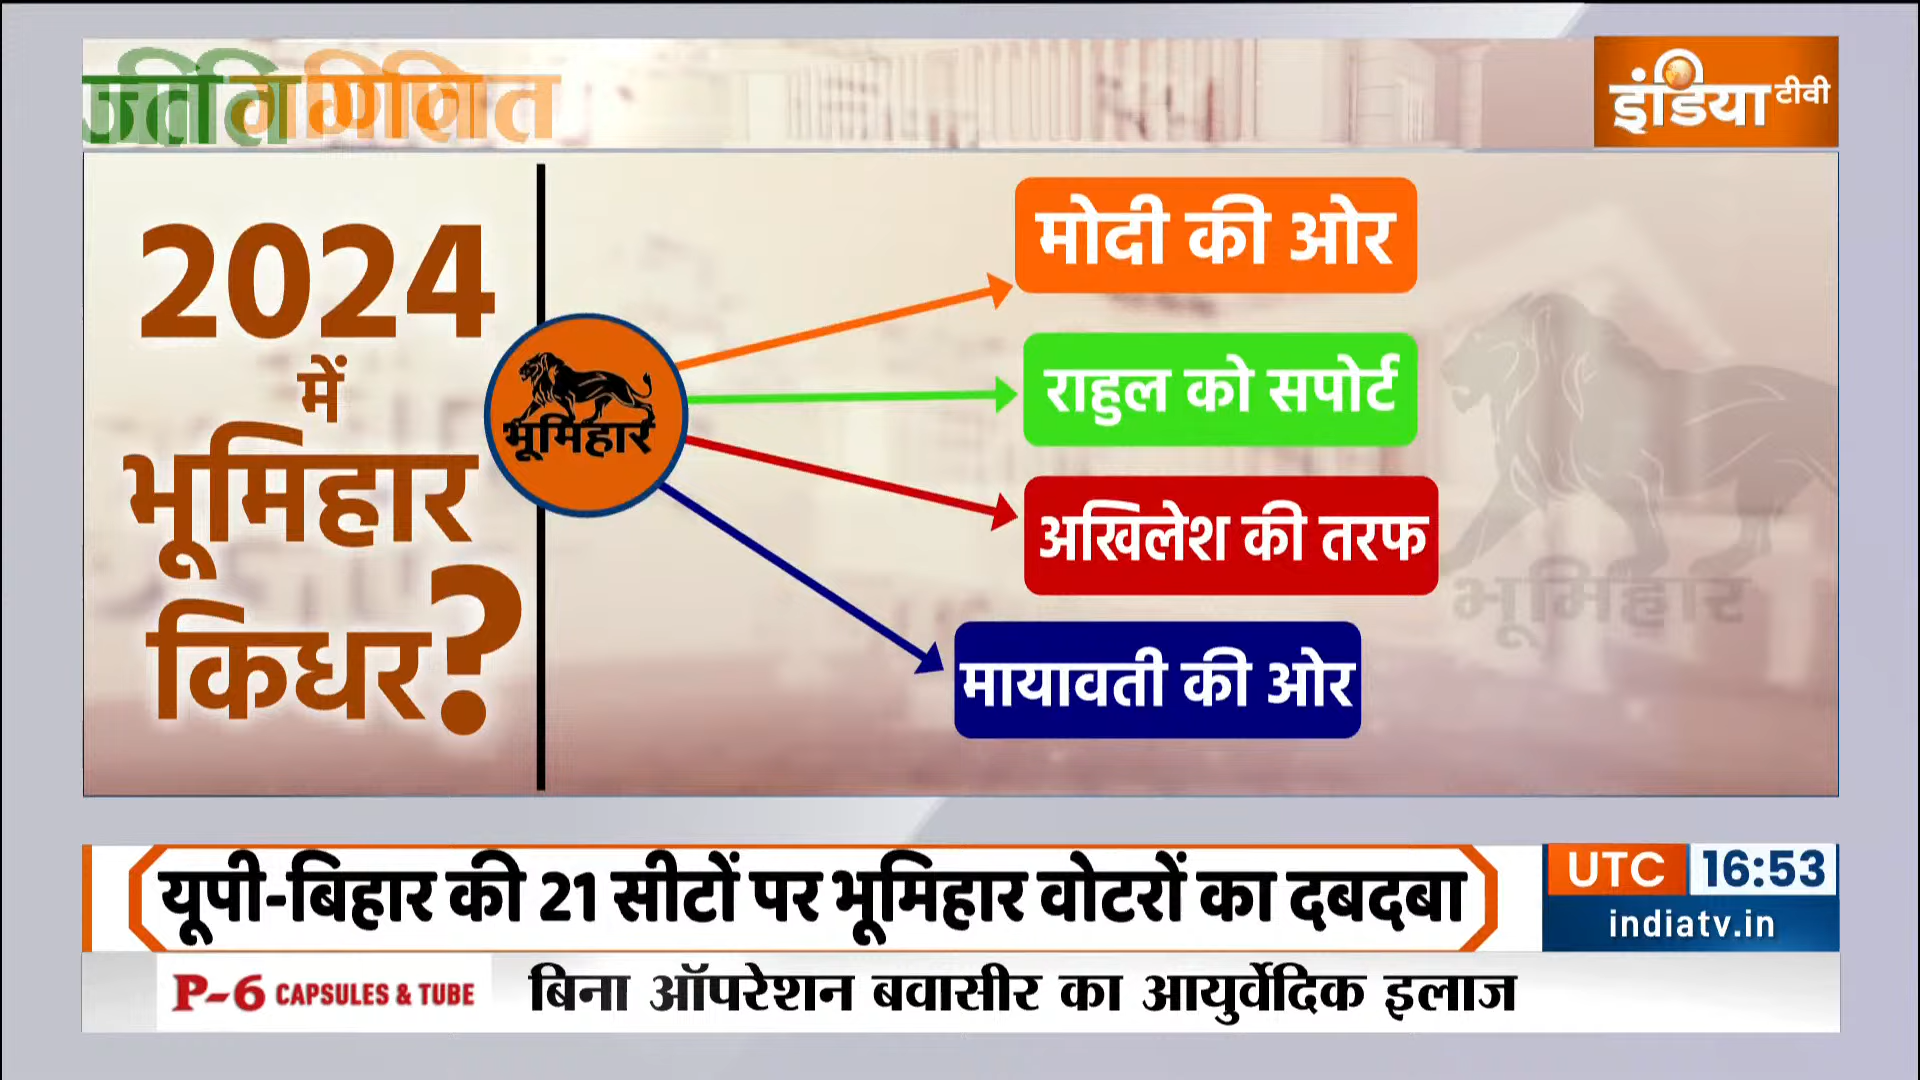 इंडिया टीवी
2024
में
भूमिहार
किधर?
भूमिहार
मोदी की ओर
राहुल को सपोर्ट
अखिलेश की तरफ
मायावती की ओर
भूमिहार
यूपी-बिहार की 21 सीटों पर भूमिहार वोटरों का दबदबा
UTC 16:53
indiatv.in
P-6 CAPSULES & TUBE
बिना ऑपरेशन बवासीर का आयुर्वेदिक इलाज